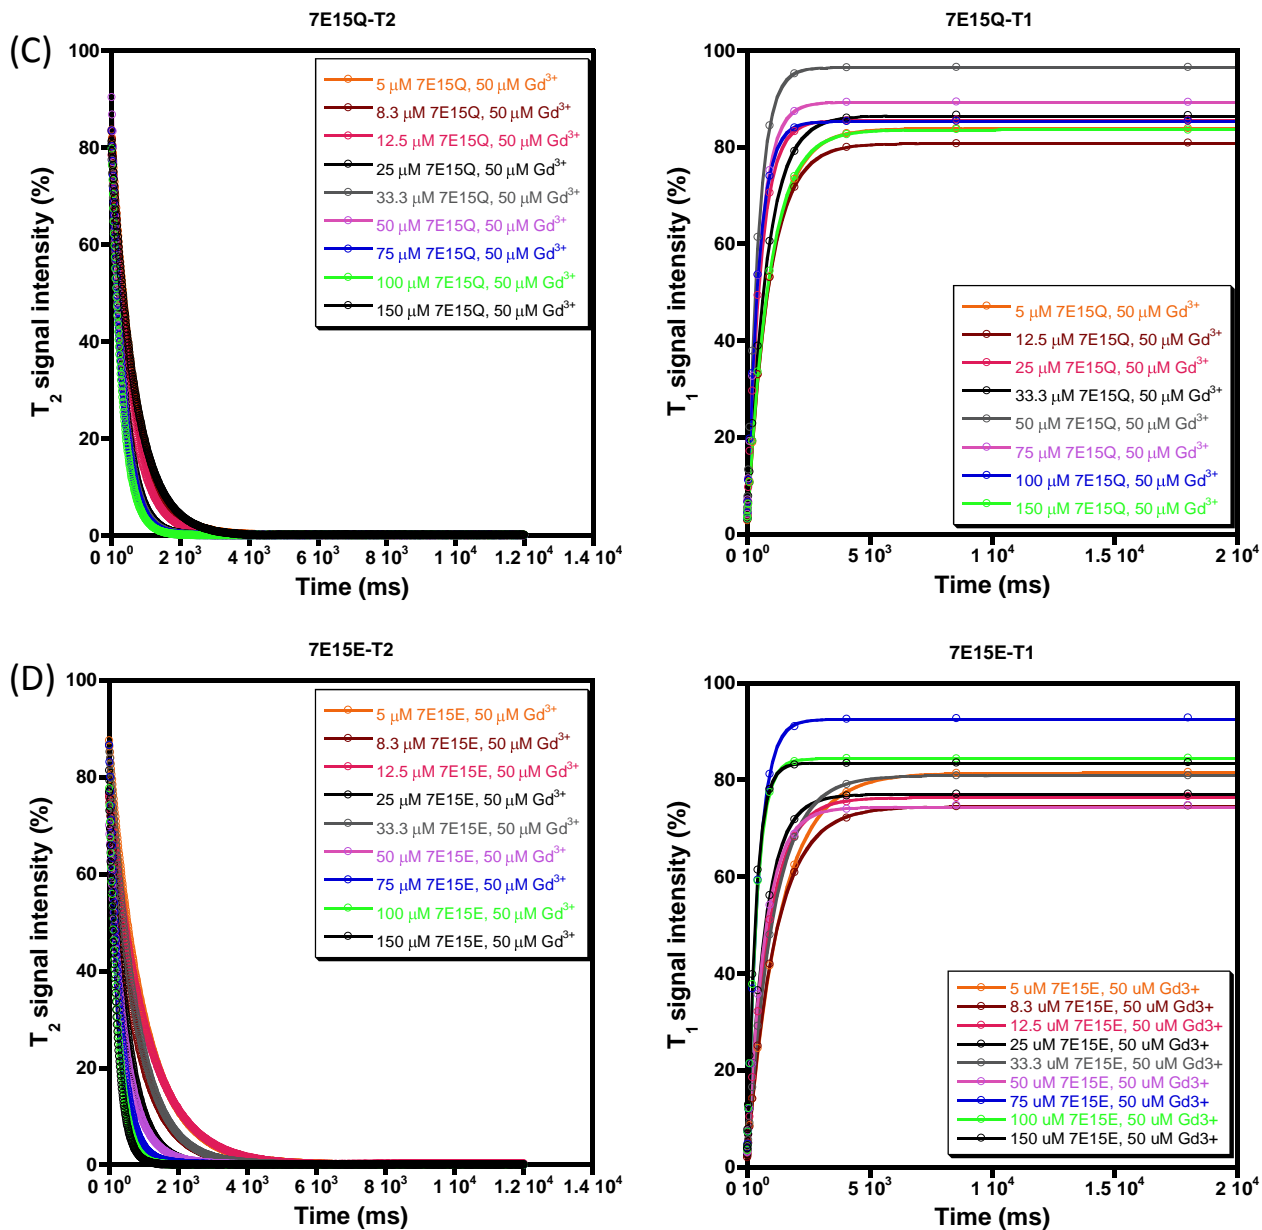 (C)
7E15Q-T2
T2 signal intensity (%)
100
80
60
40
20
0
5 μM 7E15Q, 50 μM Gd3+
8.3 μM 7E15Q, 50 μM Gd3+
12.5 μM 7E15Q, 50 μM Gd3+
25 μM 7E15Q, 50 μM Gd3+
33.3 μM 7E15Q, 50 μM Gd3+
50 μM 7E15Q, 50 μM Gd3+
75 μM 7E15Q, 50 μM Gd3+
100 μM 7E15Q, 50 μM Gd3+
150 μM 7E15Q, 50 μM Gd3+
0 10^0 2 10^3 4 10^3 6 10^3 8 10^3 1 10^4 1.2 10^4 1.4 10^4
Time (ms)
7E15Q-T1
T1 signal intensity (%)
100
80
60
40
20
0
5 μM 7E15Q, 50 μM Gd3+
12.5 μM 7E15Q, 50 μM Gd3+
25 μM 7E15Q, 50 μM Gd3+
33.3 μM 7E15Q, 50 μM Gd3+
50 μM 7E15Q, 50 μM Gd3+
75 μM 7E15Q, 50 μM Gd3+
100 μM 7E15Q, 50 μM Gd3+
150 μM 7E15Q, 50 μM Gd3+
0 10^0 5 10^3 1 10^4 1.5 10^4 2 10^4
Time (ms)
(D)
7E15E-T2
T2 signal intensity (%)
100
80
60
40
20
0
5 μM 7E15E, 50 μM Gd3+
8.3 μM 7E15E, 50 μM Gd3+
12.5 μM 7E15E, 50 μM Gd3+
25 μM 7E15E, 50 μM Gd3+
33.3 μM 7E15E, 50 μM Gd3+
50 μM 7E15E, 50 μM Gd3+
75 μM 7E15E, 50 μM Gd3+
100 μM 7E15E, 50 μM Gd3+
150 μM 7E15E, 50 μM Gd3+
0 10^0 2 10^3 4 10^3 6 10^3 8 10^3 1 10^4 1.2 10^4 1.4 10^4
Time (ms)
7E15E-T1
T1 signal intensity (%)
100
80
60
40
20
0
5 uM 7E15E, 50 uM Gd3+
8.3 uM 7E15E, 50 uM Gd3+
12.5 uM 7E15E, 50 uM Gd3+
25 uM 7E15E, 50 uM Gd3+
33.3 uM 7E15E, 50 uM Gd3+
50 uM 7E15E, 50 uM Gd3+
75 uM 7E15E, 50 uM Gd3+
100 uM 7E15E, 50 uM Gd3+
150 uM 7E15E, 50 uM Gd3+
0 10^0 5 10^3 1 10^4 1.5 10^4 2 10^4
Time (ms)